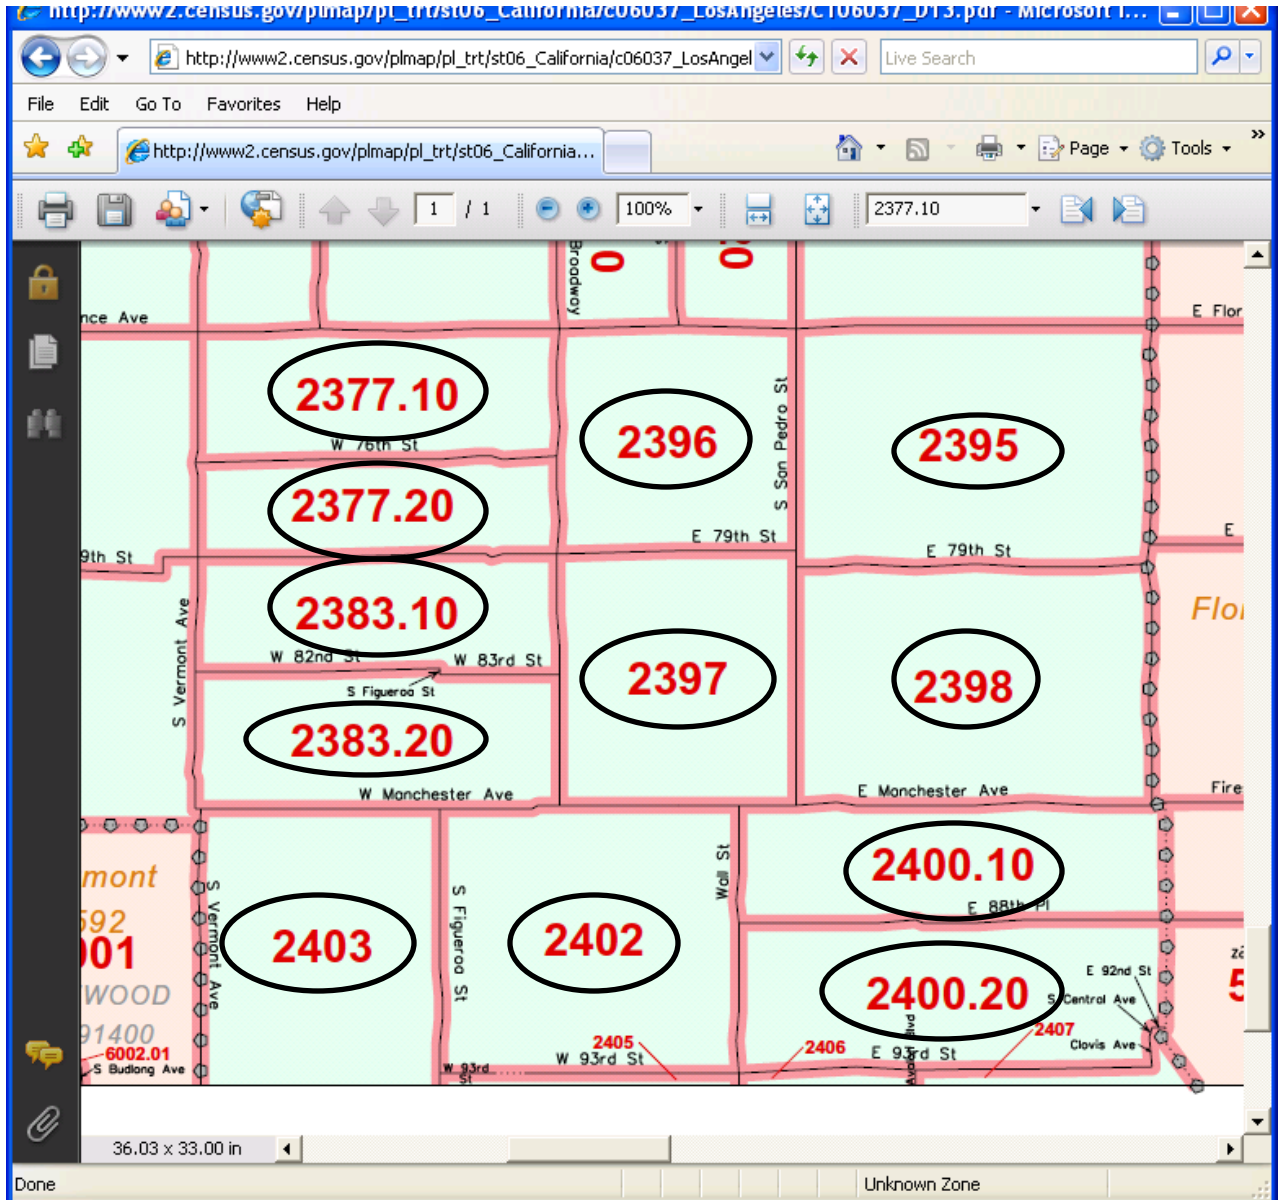 http://www2.census.gov/plmap/pl_trt/st06_California/c06037_LosAngeles/CT06037_D13.pdf - Microsoft I...
http://www2.census.gov/plmap/pl_trt/st06_California/c06037_LosAngel
Live Search
File Edit Go To Favorites Help
http://www2.census.gov/plmap/pl_trt/st06_California...
Page Tools »
1 / 1 100% 2377.10
Broadway
0
nce Ave
E Flor
2377.10
W 76th St
2396
S San Pedro St
2395
2377.20
E 79th St
E 79th St
E
9th St
2383.10
Flo
S Vermont Ave
W 82nd St
W 83rd St
S Figueroa St
2397
2398
2383.20
W Manchester Ave
E Manchester Ave
Fire
mont
592
001
WOOD
91400
6002.01
S Budlong Ave
S Vermont Ave
2403
S Figueroa St
2402
Wall St
2400.10
E 88th Pl
2400.20
E 92nd St
S Central Ave
Clovis Ave
5
2405
W 93rd St
W 93rd St
2406
E 93rd St
2407
36.03 x 33.00 in
Done
Unknown Zone